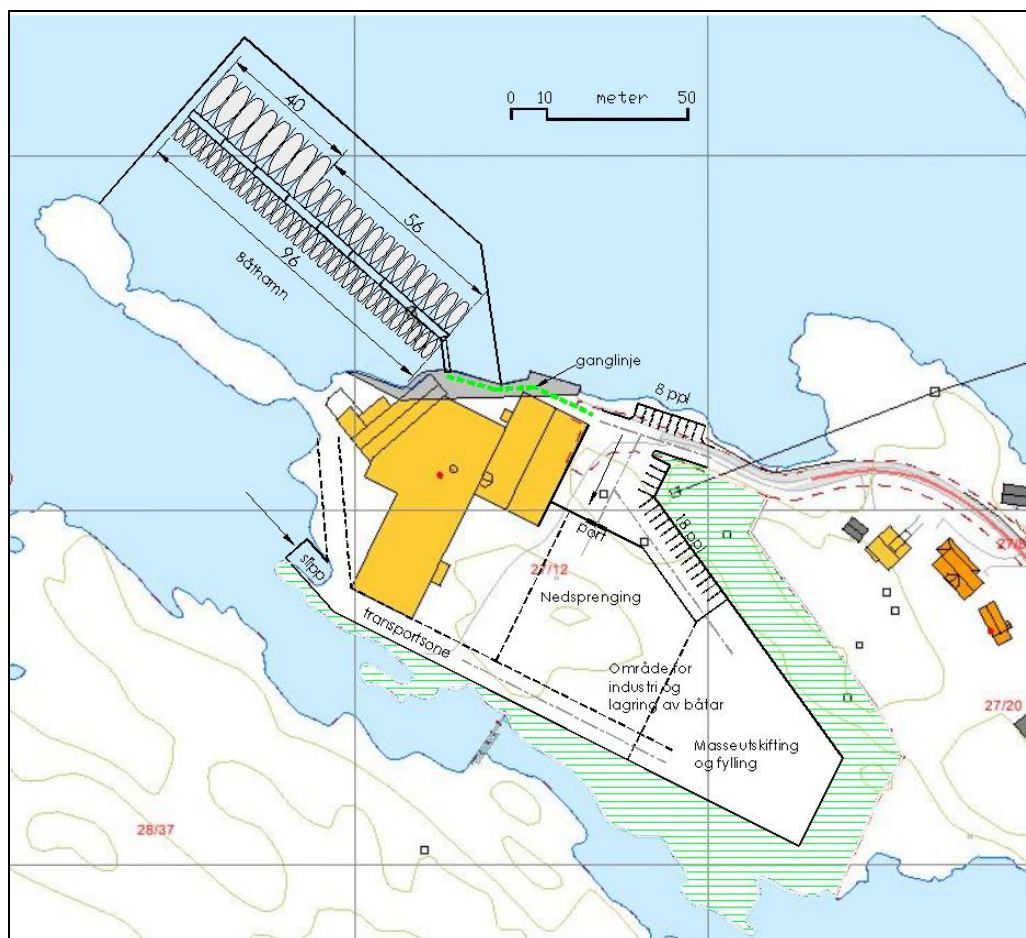 0 10 meter 50
40
56
96
Båthamn
ganglinje
8 ppl
18 ppl
port
27/12
slipp
transportsone
Nedsprenging
Område for
industri og
lagring av båtar
Masseutskifting
og fylling
27/20
28/37